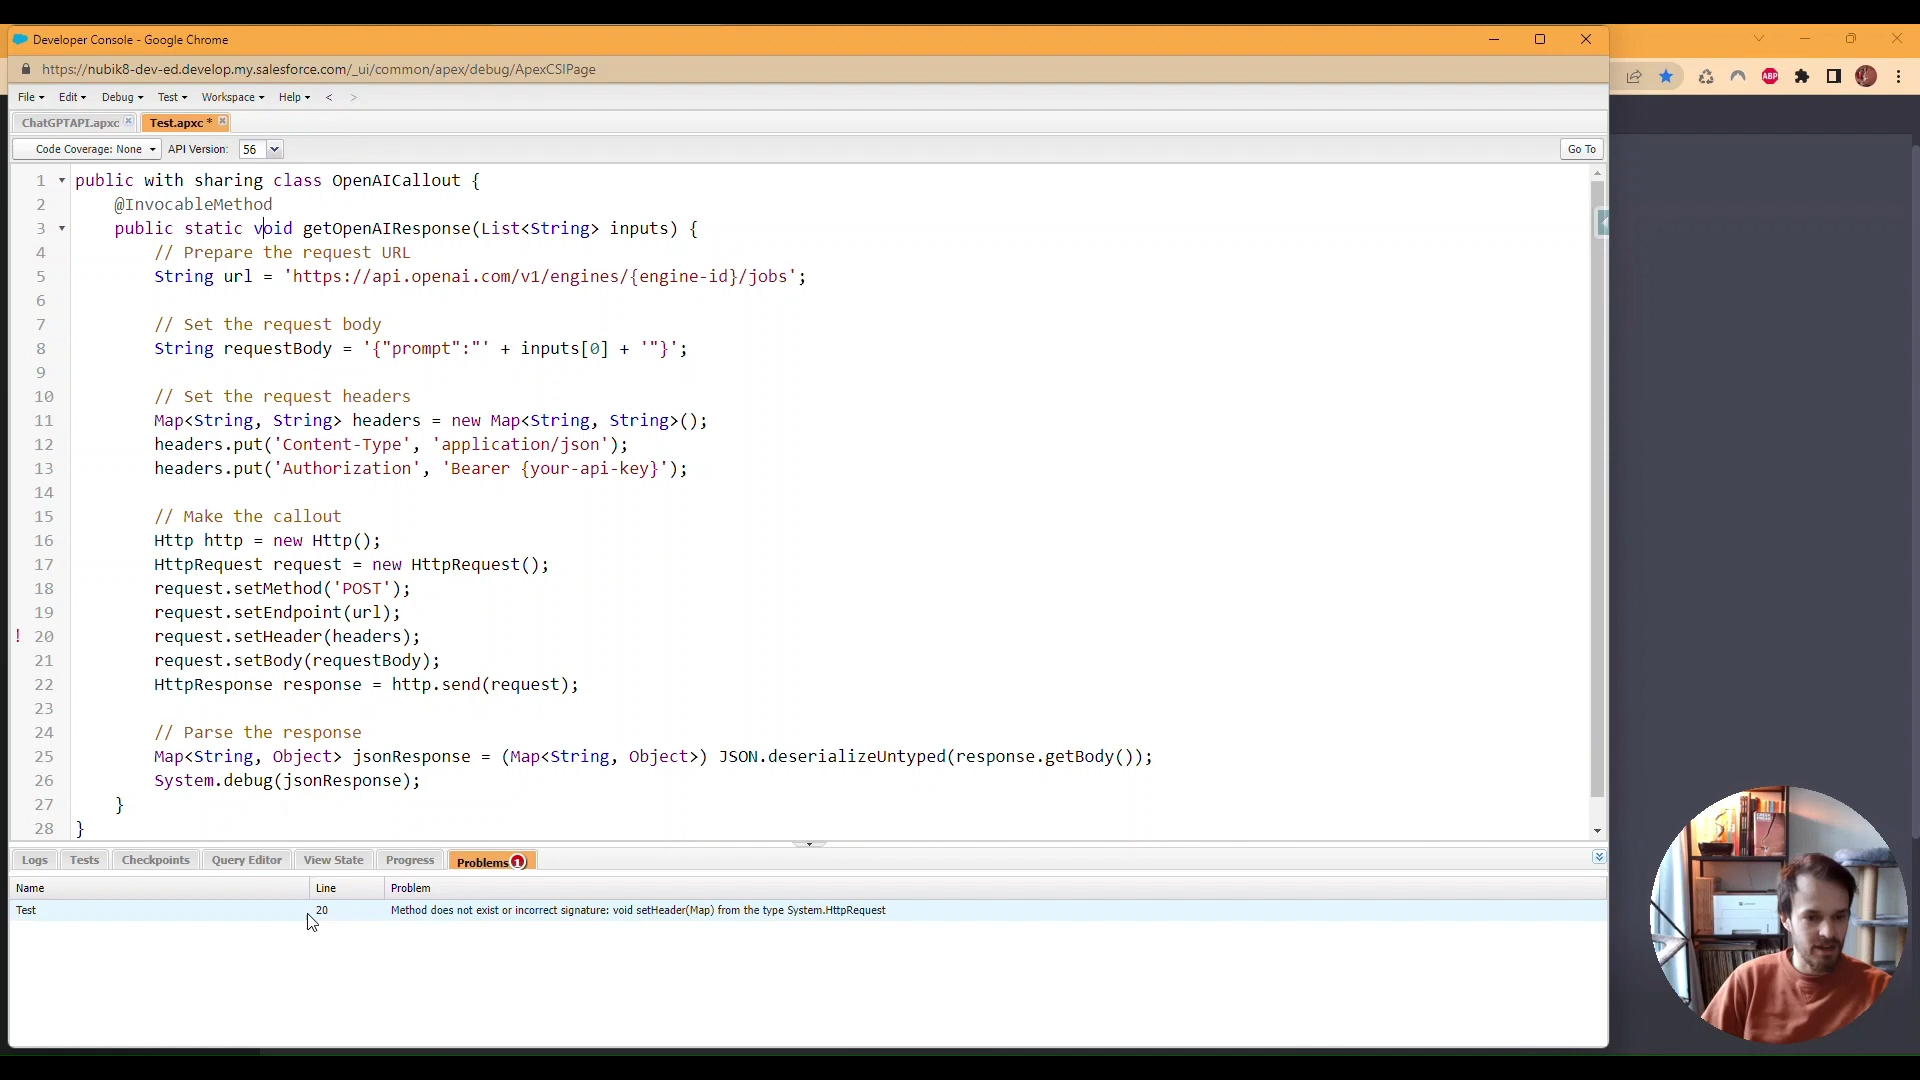 Developer Console - Google Chrome
https://nubik8-dev-ed.develop.my.salesforce.com/_ui/common/apex/debug/ApexCSIPage
File Edit Debug Test Workspace Help < >
ChatGPTAPI.apxc Test.apxc *
Code Coverage: None API Version: 56 Go To
1 public with sharing class OpenAICallout {
2 @InvocableMethod
3 public static void getOpenAIResponse(List<String> inputs) {
4 // Prepare the request URL
5 String url = 'https://api.openai.com/v1/engines/{engine-id}/jobs';
6
7 // Set the request body
8 String requestBody = '{"prompt":"' + inputs[0] + '"}';
9
10 // Set the request headers
11 Map<String, String> headers = new Map<String, String>();
12 headers.put('Content-Type', 'application/json');
13 headers.put('Authorization', 'Bearer {your-api-key}');
14
15 // Make the callout
16 Http http = new Http();
17 HttpRequest request = new HttpRequest();
18 request.setMethod('POST');
19 request.setEndpoint(url);
! 20 request.setHeader(headers);
21 request.setBody(requestBody);
22 HttpResponse response = http.send(request);
23
24 // Parse the response
25 Map<String, Object> jsonResponse = (Map<String, Object>) JSON.deserializeUntyped(response.getBody());
26 System.debug(jsonResponse);
27 }
28 }
Logs Tests Checkpoints Query Editor View State Progress Problems 1
Name Line Problem
Test 20 Method does not exist or incorrect signature: void setHeader(Map) from the type System.HttpRequest
ABP